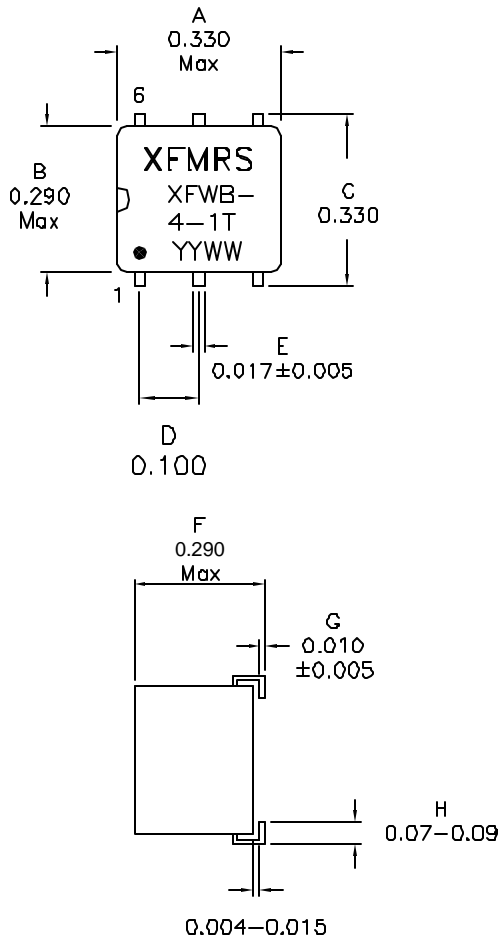 A
0.330
Max
6
B
0.290
Max
XFMRS
XFWB-
4-1T
YYWW
C
0.330
1
E
0.017±0.005
D
0.100
F
0.290
Max
G
0.010
±0.005
H
0.07-0.09
0.004-0.015